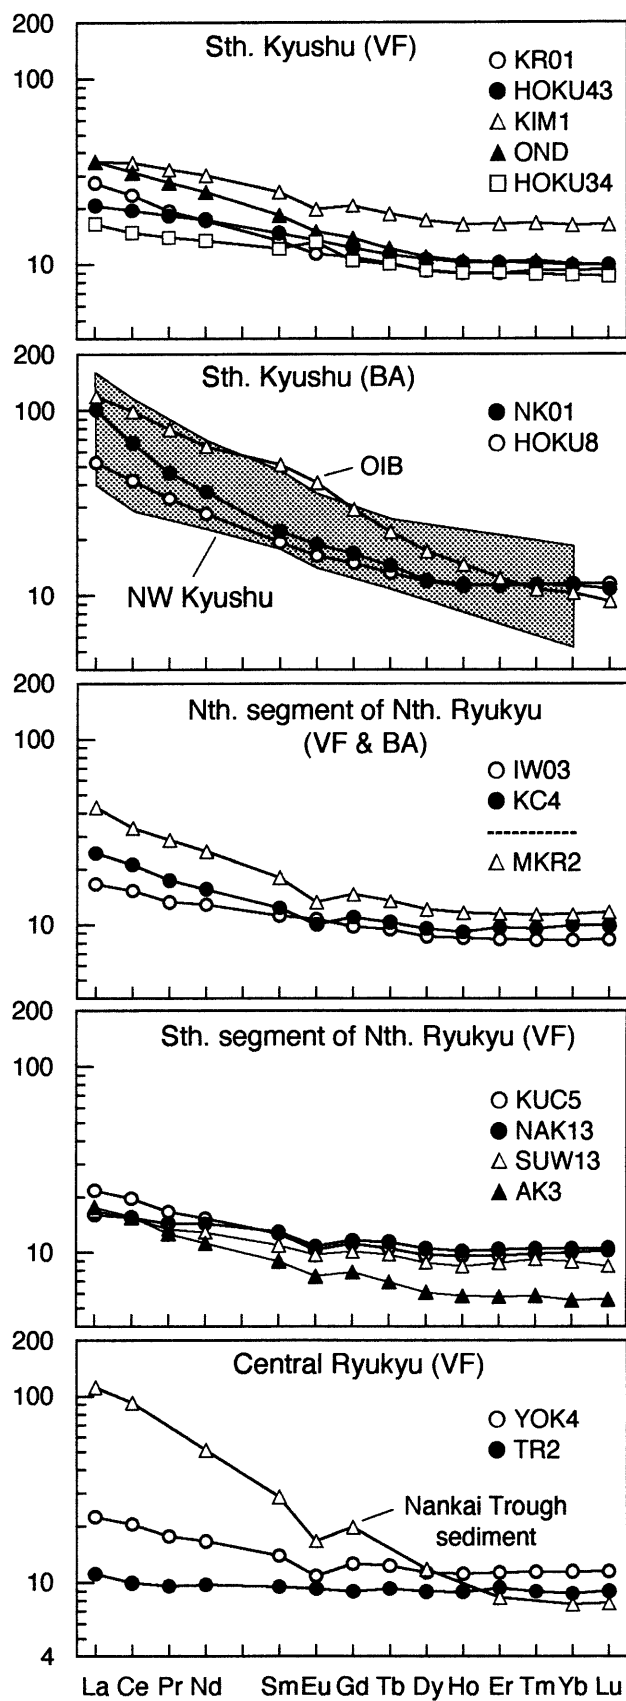 200
Sth. Kyushu (VF)
100
KR01
HOKU43
KIM1
OND
HOKU34
10
200
Sth. Kyushu (BA)
100
NK01
HOKU8
OIB
NW Kyushu
10
200
Nth. segment of Nth. Ryukyu
(VF & BA)
100
IW03
KC4
MKR2
10
200
Sth. segment of Nth. Ryukyu (VF)
100
KUC5
NAK13
SUW13
AK3
10
200
Central Ryukyu (VF)
100
YOK4
TR2
Nankai Trough
sediment
10
4
La Ce Pr Nd Sm Eu Gd Tb Dy Ho Er Tm Yb Lu